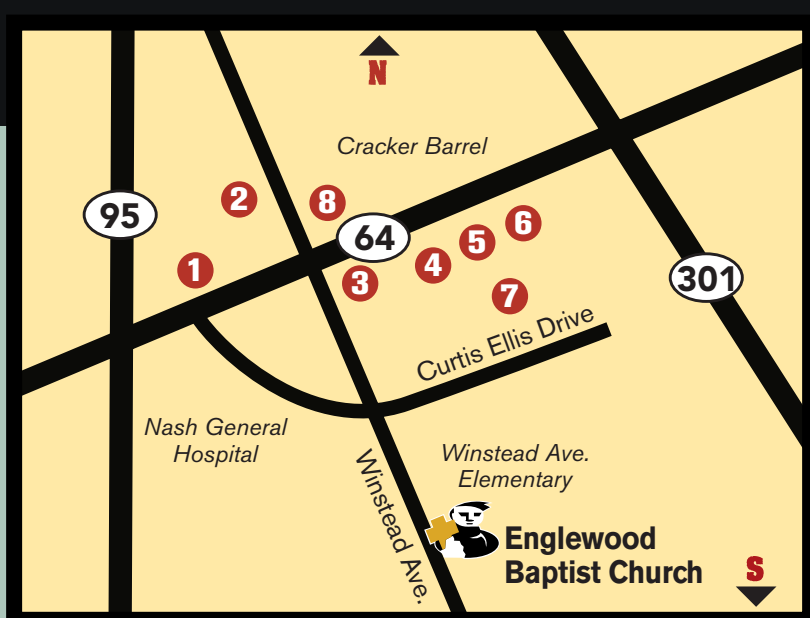 N
Cracker Barrel
2
8
95
6
64
5
4
1
301
3
7
Curtis Ellis Drive
Nash General
Hospital
Winstead Ave.
Winstead Ave.
Elementary
Englewood
Baptist Church
S